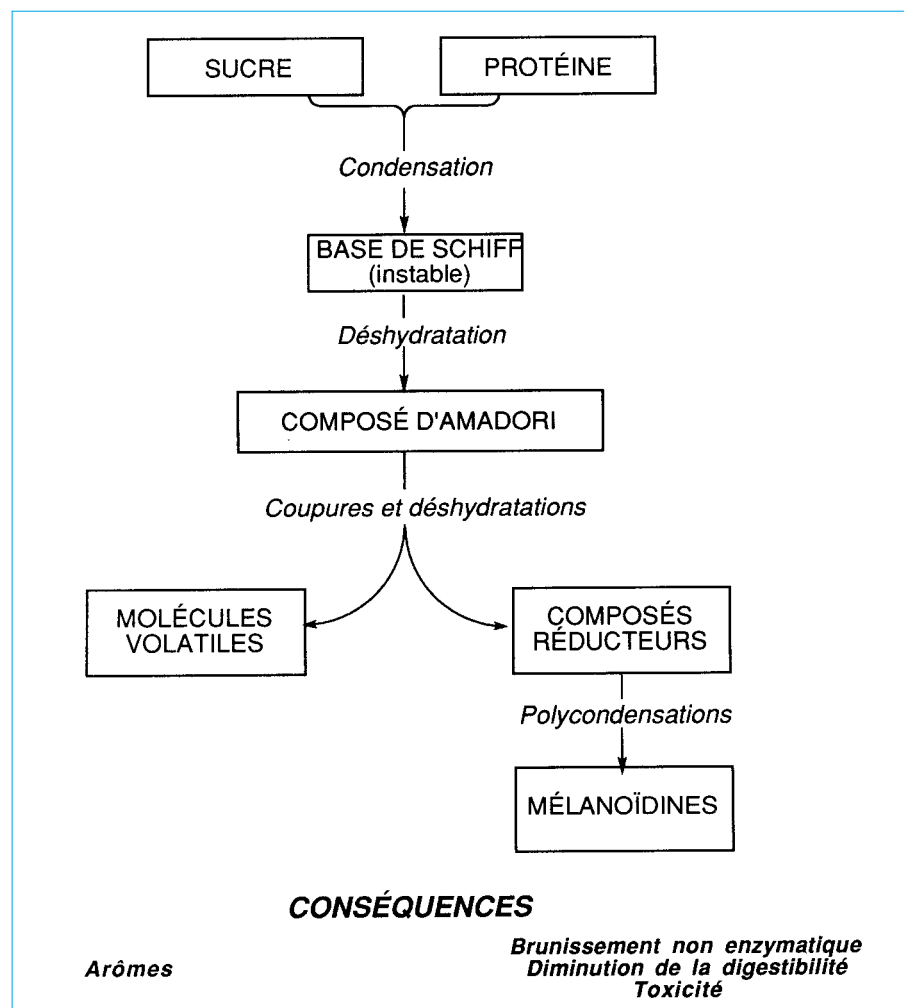 SUCRE
PROTÉINE
Condensation
BASE DE SCHIFF
(instable)
Déshydratation
COMPOSÉ D'AMADORI
Coupures et déshydratations
MOLÉCULES
VOLATILES
COMPOSÉS
RÉDUCTEURS
Polycondensations
MÉLANOÏDINES
CONSÉQUENCES
Arômes
Brunissement non enzymatique
Diminution de la digestibilité
Toxicité